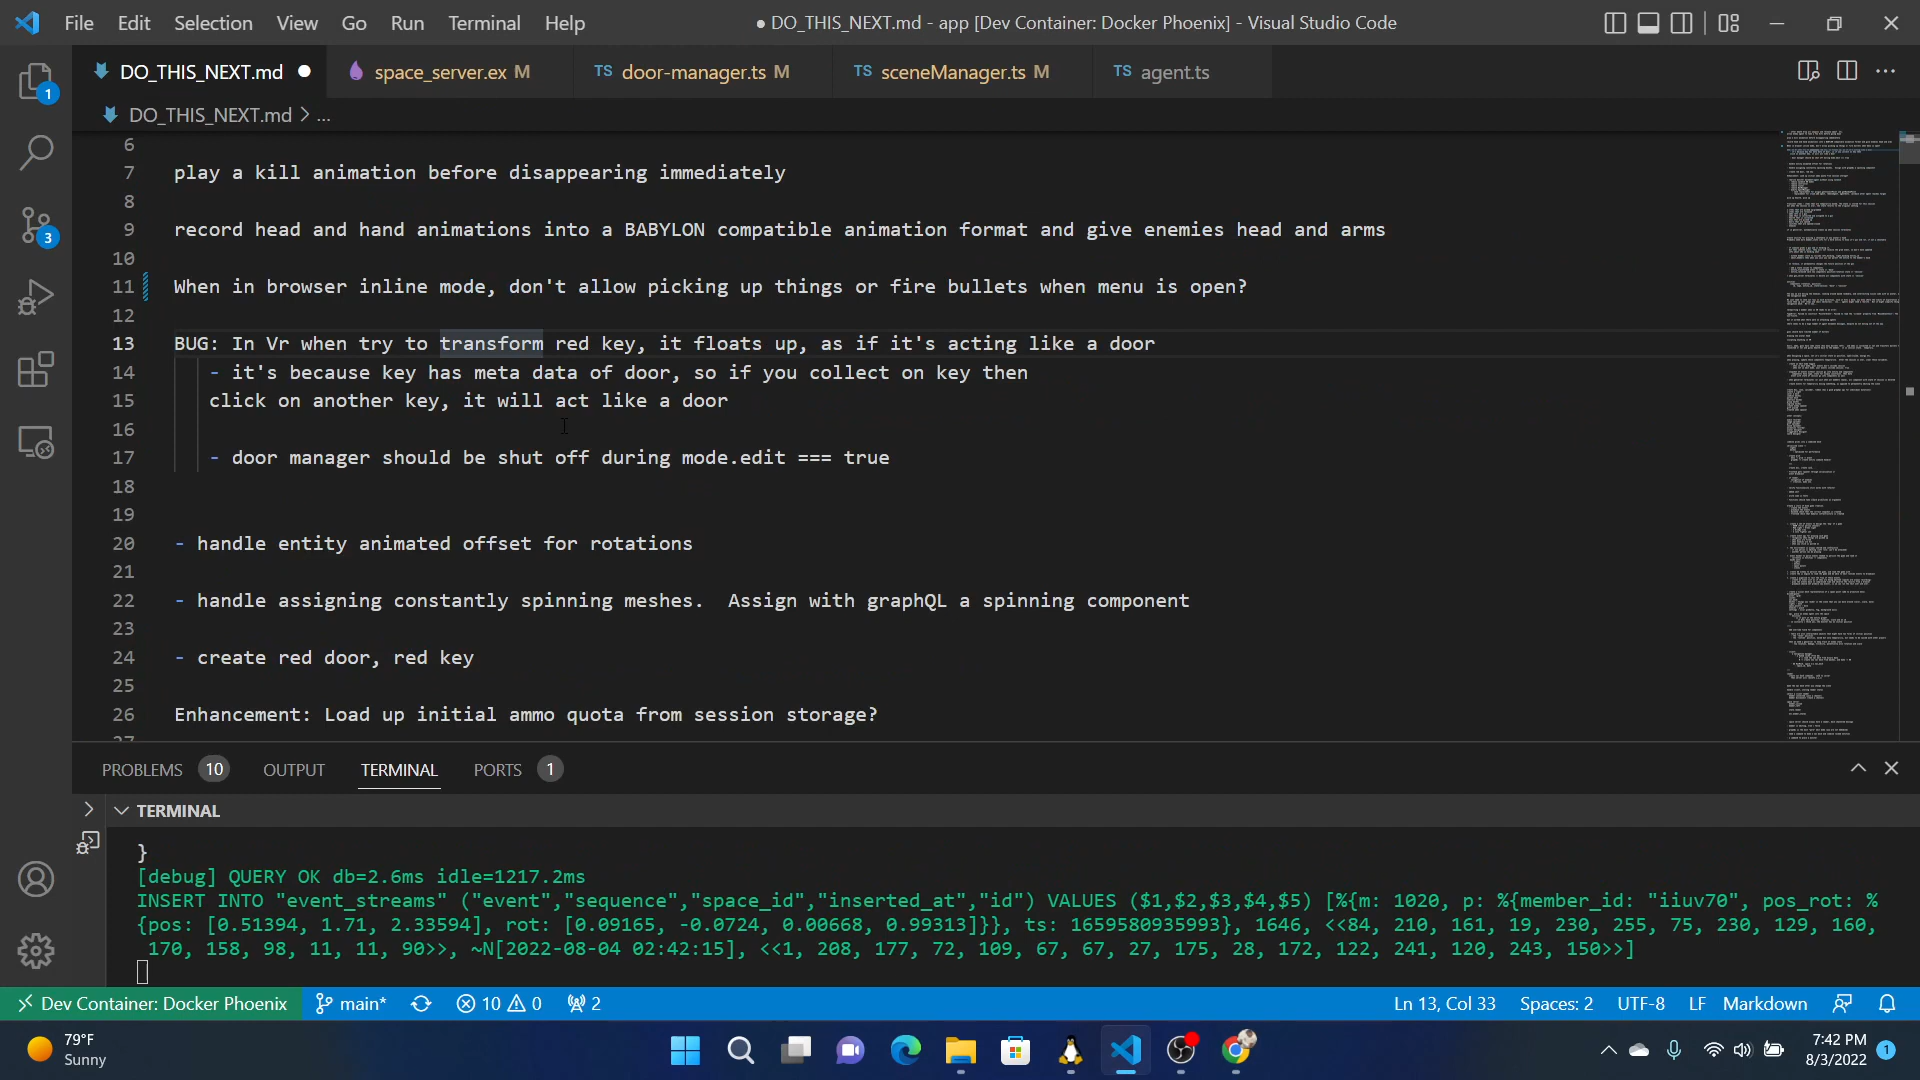 File Edit Selection View Go Run Terminal Help
● DO_THIS_NEXT.md - app [Dev Container: Docker Phoenix] - Visual Studio Code
DO_THIS_NEXT.md
space_server.ex M
TS door-manager.ts M
TS sceneManager.ts M
TS agent.ts
1
DO_THIS_NEXT.md > ...
6
7 play a kill animation before disappearing immediately
8
9 record head and hand animations into a BABYLON compatible animation format and give enemies head and arms
10
11 When in browser inline mode, don't allow picking up things or fire bullets when menu is open?
12
13 BUG: In Vr when try to transform red key, it floats up, as if it's acting like a door
14 - it's because key has meta data of door, so if you collect on key then
15 click on another key, it will act like a door
16
17 - door manager should be shut off during mode.edit === true
18
19
20 - handle entity animated offset for rotations
21
22 - handle assigning constantly spinning meshes.  Assign with graphQL a spinning component
23
24 - create red door, red key
25
26 Enhancement: Load up initial ammo quota from session storage?
27
3
PROBLEMS 10 OUTPUT TERMINAL PORTS 1
TERMINAL
}
[debug] QUERY OK db=2.6ms idle=1217.2ms
INSERT INTO "event_streams" ("event","sequence","space_id","inserted_at","id") VALUES ($1,$2,$3,$4,$5) [%{m: 1020, p: %{member_id: "iiuv70", pos_rot: %
{pos: [0.51394, 1.71, 2.33594], rot: [0.09165, -0.0724, 0.00668, 0.99313]}}, ts: 1659580935993}, 1646, <<84, 210, 161, 19, 230, 255, 75, 230, 129, 160,
170, 158, 98, 11, 11, 90>>, ~N[2022-08-04 02:42:15], <<1, 208, 177, 72, 109, 67, 67, 27, 175, 28, 172, 122, 241, 120, 243, 150>>]
Dev Container: Docker Phoenix main* 10 0 2 Ln 13, Col 33 Spaces: 2 UTF-8 LF Markdown
79°F
Sunny
7:42 PM
8/3/2022
1